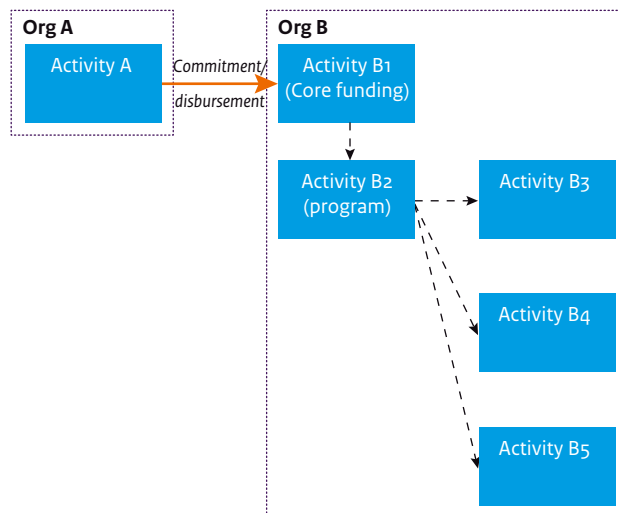 Org A
Activity A
Commitment/
disbursement
Org B
Activity B1
(Core funding)
Activity B2
(program)
Activity B3
Activity B4
Activity B5